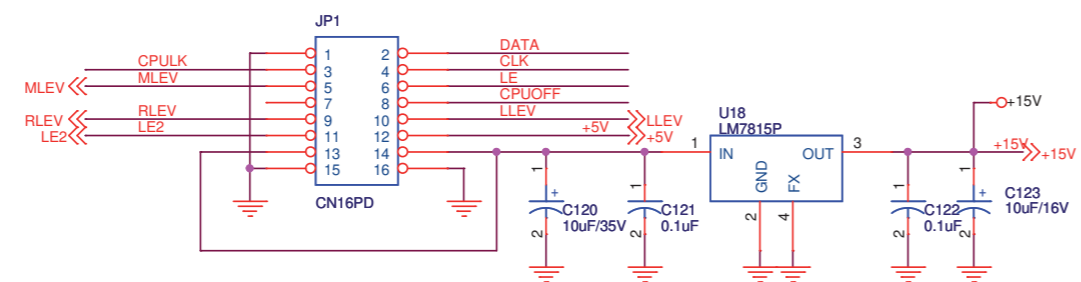 JP1
1 2 DATA
CPULK 3 4 CLK
MLEV MLEV 5 6 LE
7 8 CPUOFF
RLEV RLEV 9 10 LLEV LLEV
LE2 LE2 11 12 +5V +5V
13 14
15 16
CN16PD
1
2
C120
10uF/35V
1
2
C121
0.1uF
U18
LM7815P
1 IN OUT 3
GND FX
2 4
+15V
+15V +15V
1
2
C122
0.1uF
1
2
C123
10uF/16V
+
+